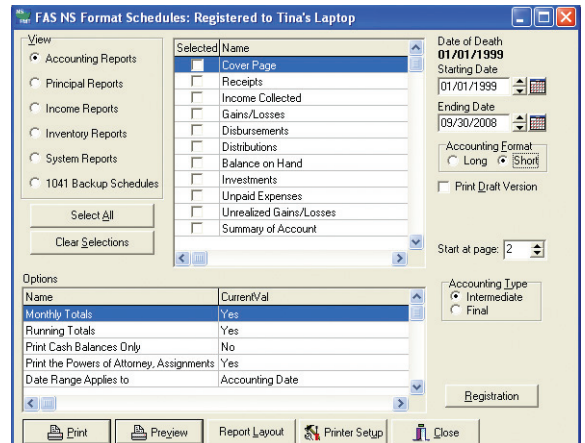 FAS NS Format Schedules: Registered to Tina's Laptop
View
Accounting Reports
Principal Reports
Income Reports
Inventory Reports
System Reports
1041 Backup Schedules
Select All
Clear Selections
Selected Name
Cover Page
Receipts
Income Collected
Gains/Losses
Disbursements
Distributions
Balance on Hand
Investments
Unpaid Expenses
Unrealized Gains/Losses
Summary of Account
Date of Death
01/01/1999
Starting Date
01/01/1999
Ending Date
09/30/2008
Accounting Format
Long Short
Print Draft Version
Start at page: 2
Options
Name CurrentVal
Monthly Totals Yes
Running Totals Yes
Print Cash Balances Only No
Print the Powers of Attorney, Assignments Yes
Date Range Applies to Accounting Date
Accounting Type
Intermediate
Final
Registration
Print Preview Report Layout Printer Setup Close